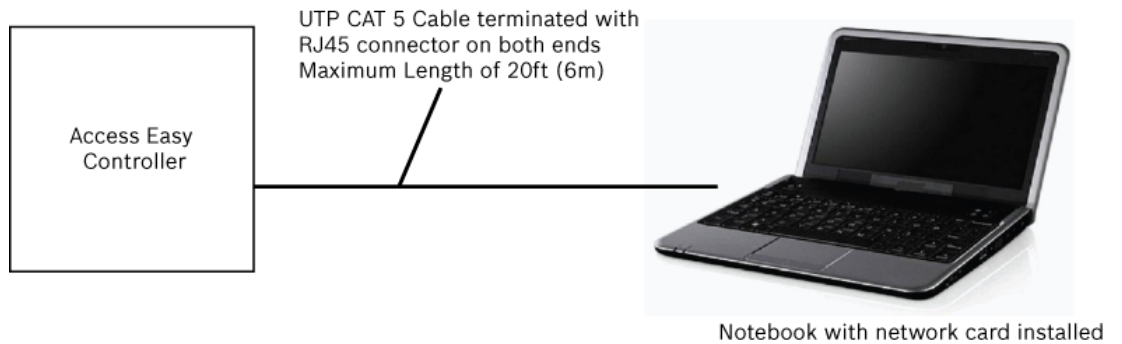 UTP CAT 5 Cable terminated with
RJ45 connector on both ends
Maximum Length of 20ft (6m)
Access Easy
Controller
Notebook with network card installed